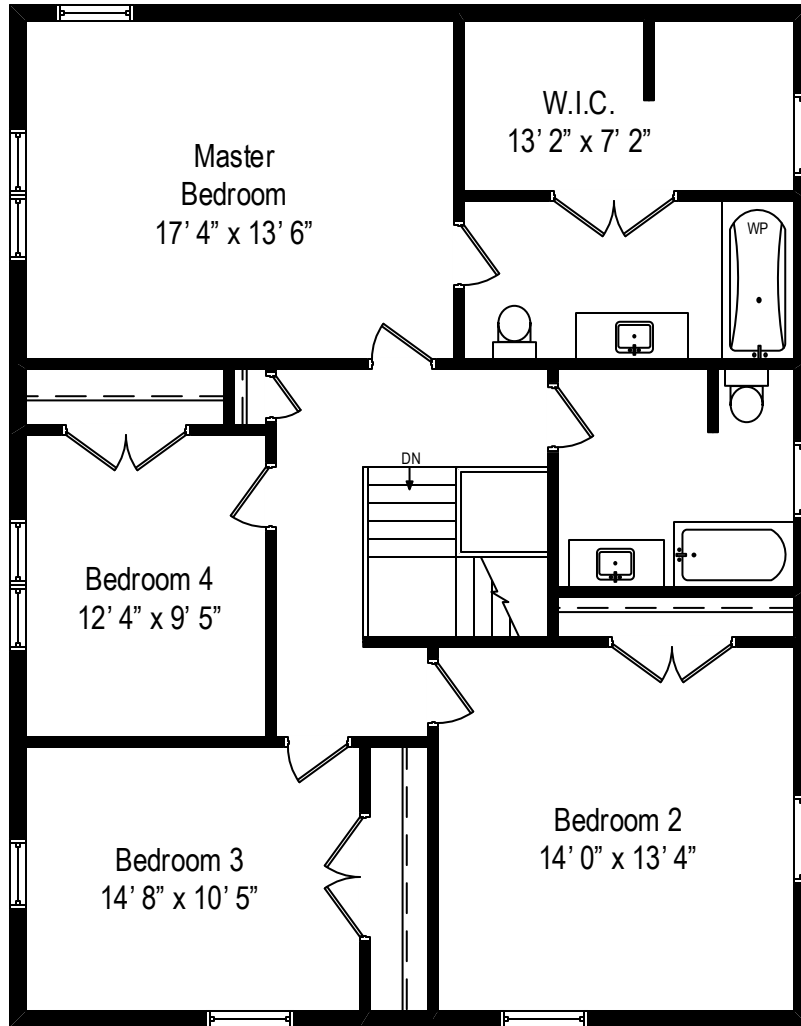 W.I.C.
13’ 2” x 7’ 2”
Master
Bedroom
17’ 4” x 13’ 6”
WP
DN
Bedroom 4
12’ 4” x 9’ 5”
Bedroom 2
14’ 0” x 13’ 4”
Bedroom 3
14’ 8” x 10’ 5”